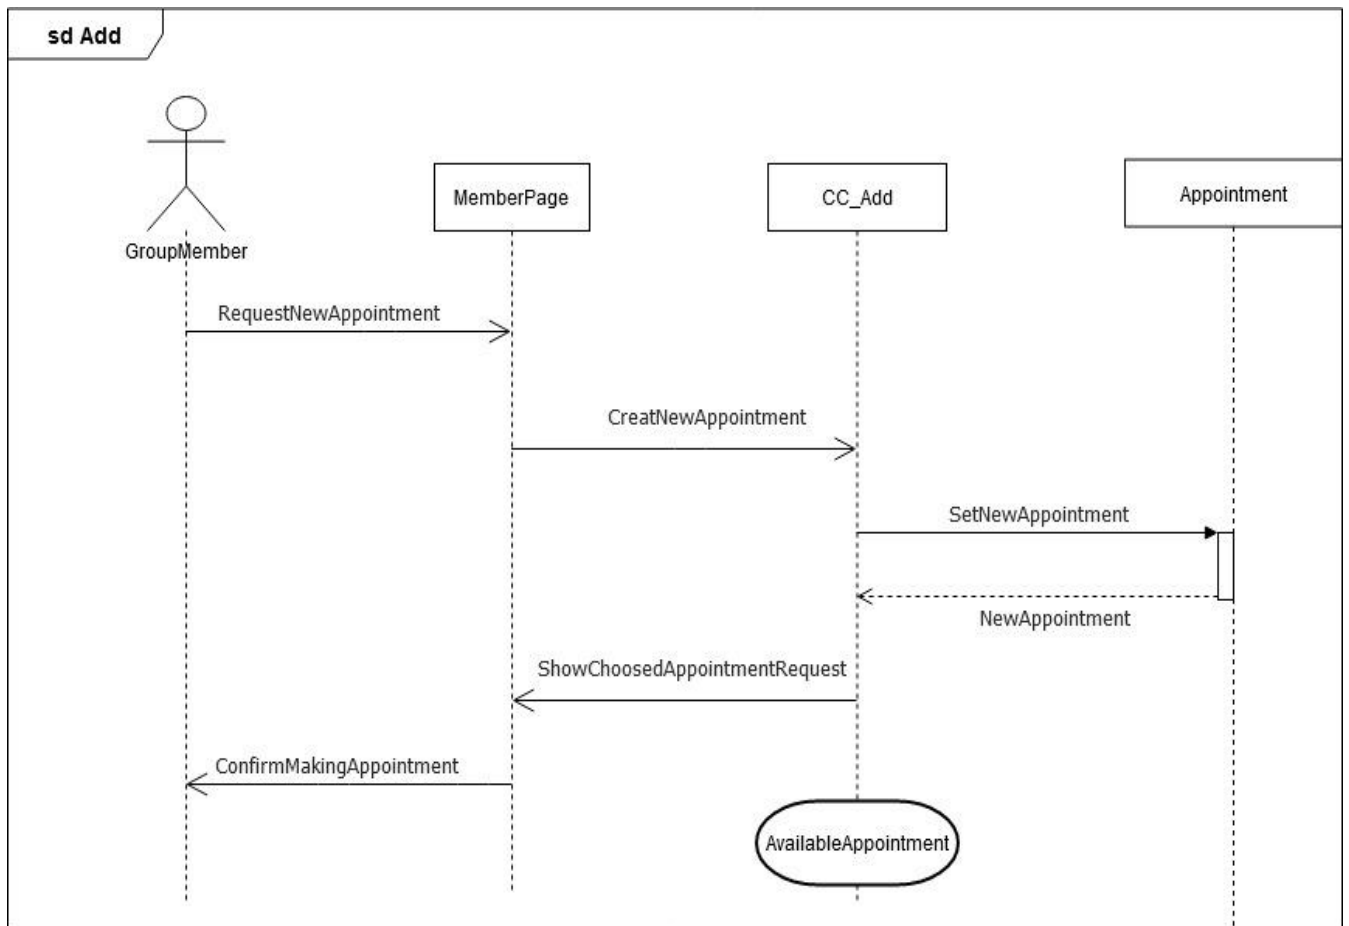 sd Add
MemberPage
CC_Add
Appointment
GroupMember
RequestNewAppointment
CreatNewAppointment
SetNewAppointment
NewAppointment
ShowChoosedAppointmentRequest
ConfirmMakingAppointment
AvailableAppointment